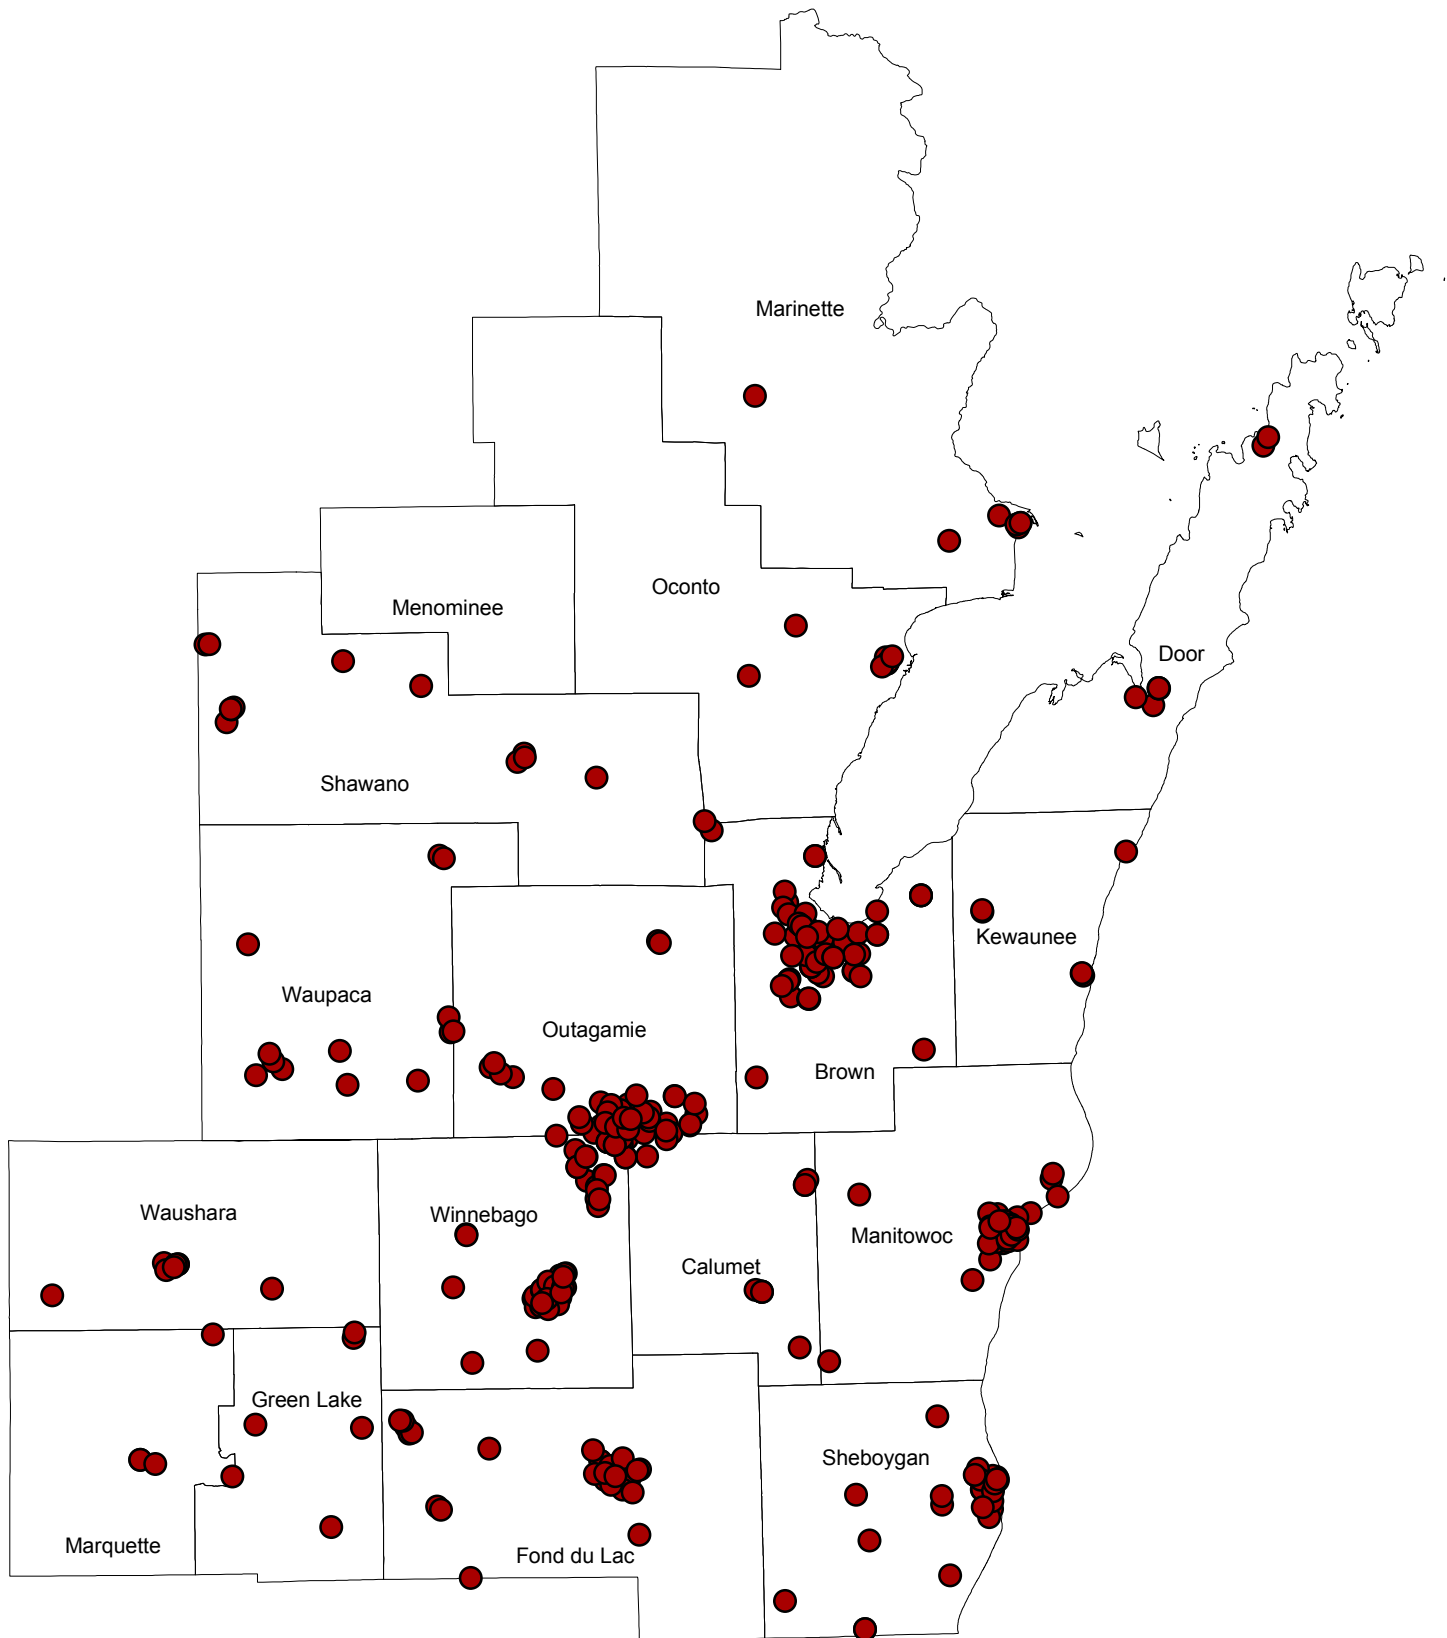 Marinette
Oconto
Menominee
Door
Shawano
Kewaunee
Waupaca
Outagamie
Brown
Waushara
Winnebago
Manitowoc
Calumet
Green Lake
Sheboygan
Marquette
Fond du Lac